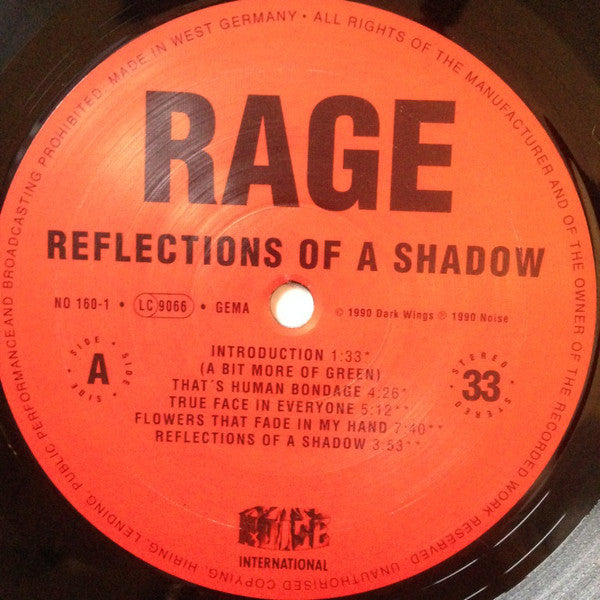 MADE IN WEST GERMANY • ALL RIGHTS OF THE MANUFACTURER AND OF THE OWNER OF THE RECORDED WORK RESERVED. UNAUTHORISED COPYING, HIRING, LENDING, PUBLIC PERFORMANCE AND BROADCASTING PROHIBITED.
RAGE
REFLECTIONS OF A SHADOW
NO 160-1 • LC 9066 • GEMA
© 1990 Dark Wings ℗ 1990 Noise
SIDE • SIDE • SIDE • SIDE
A
STEREO • STEREO
33
INTRODUCTION 1:33*
(A BIT MORE OF GREEN)
THAT´S HUMAN BONDAGE 4:26*
TRUE FACE IN EVERYONE 5:12**
FLOWERS THAT FADE IN MY HAND 7:40**
REFLECTIONS OF A SHADOW 3:53**
NOISE
INTERNATIONAL